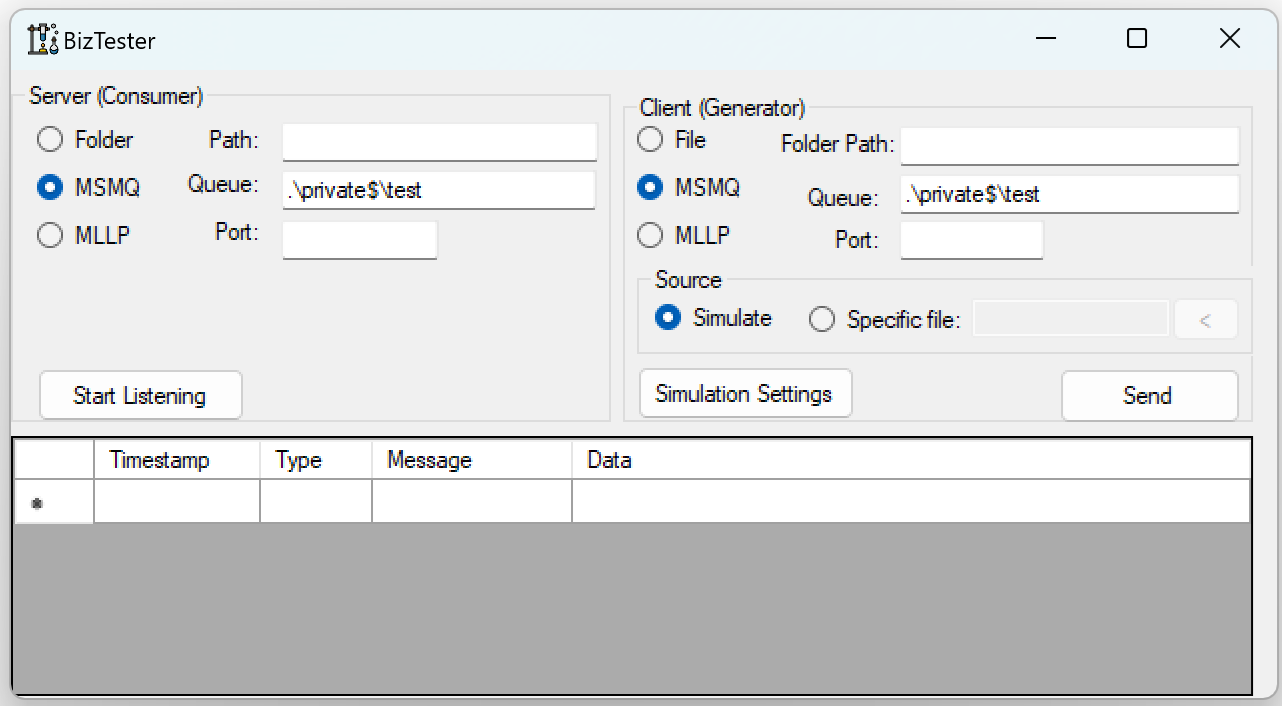 BizTester
Server (Consumer)
Folder Path:
MSMQ Queue: .\private$\test
MLLP Port:
Start Listening
Client (Generator)
File Folder Path:
MSMQ Queue: .\private$\test
MLLP Port:
Source
Simulate Specific file: <
Simulation Settings Send
Timestamp Type Message Data